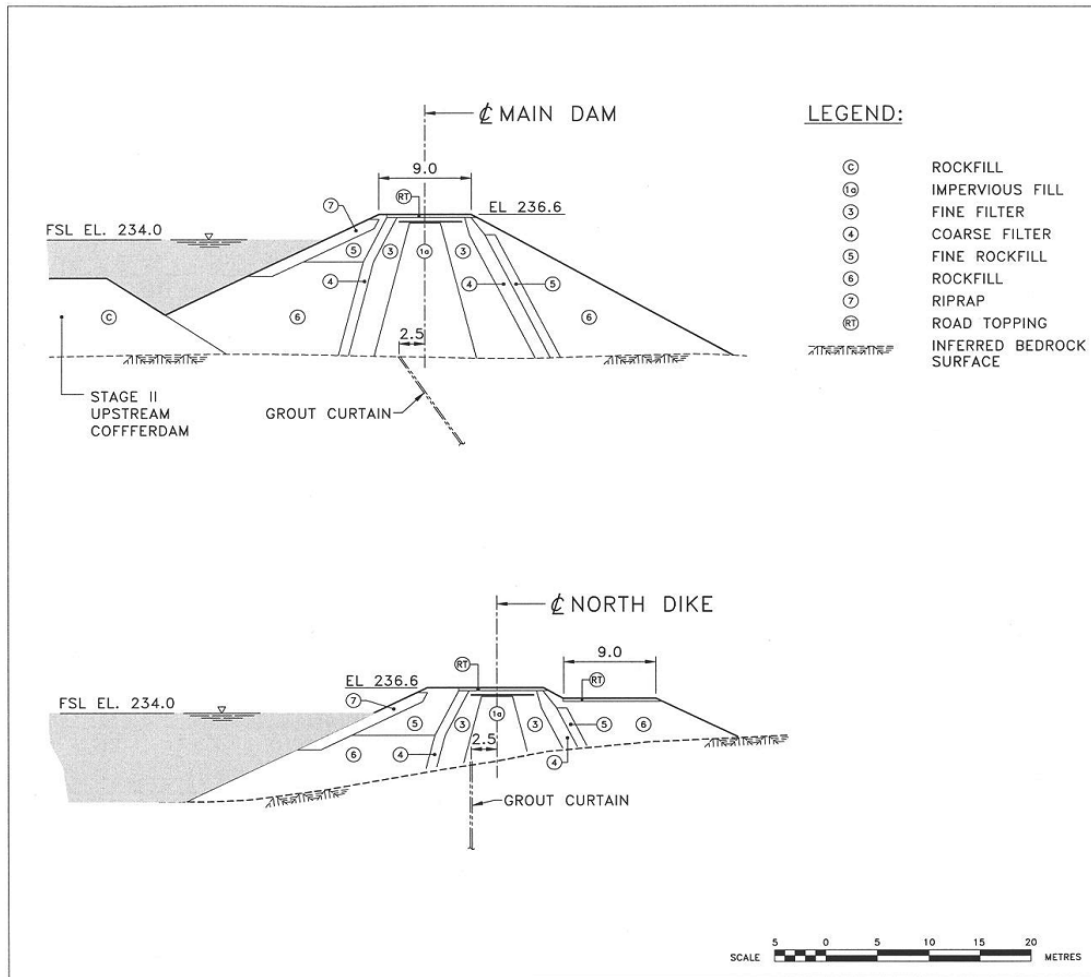 ℄ MAIN DAM
9.0
RT
EL 236.6
7
FSL EL. 234.0
5
3
1a
3
4
4
5
6
6
C
2.5
STAGE II
UPSTREAM
COFFFERDAM
GROUT CURTAIN
LEGEND:
C ROCKFILL
1a IMPERVIOUS FILL
3 FINE FILTER
4 COARSE FILTER
5 FINE ROCKFILL
6 ROCKFILL
7 RIPRAP
RT ROAD TOPPING
INFERRED BEDROCK
SURFACE
℄ NORTH DIKE
9.0
RT
RT
EL 236.6
FSL EL. 234.0
7
5
3
1a
3
5
6
2.5
6
4
4
GROUT CURTAIN
SCALE 5 0 5 10 15 20 METRES